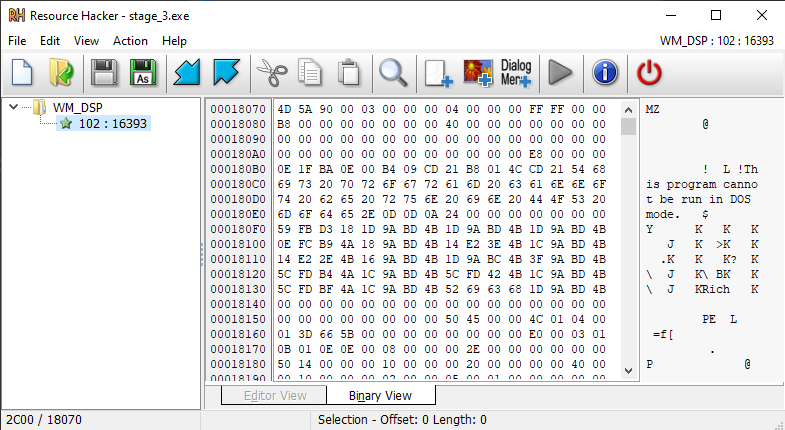 Resource Hacker - stage_3.exe
File Edit View Action Help
WM_DSP : 102 : 16393
As
Dialog
Menu
WM_DSP
102 : 16393
00018070 4D 5A 90 00 03 00 00 00 04 00 00 00 FF FF 00 00 MZ
00018080 B8 00 00 00 00 00 00 00 40 00 00 00 00 00 00 00 @
00018090 00 00 00 00 00 00 00 00 00 00 00 00 00 00 00 00
000180A0 00 00 00 00 00 00 00 00 00 00 00 00 E8 00 00 00
000180B0 0E 1F BA 0E 00 B4 09 CD 21 B8 01 4C CD 21 54 68 ! L !Th
000180C0 69 73 20 70 72 6F 67 72 61 6D 20 63 61 6E 6E 6F is program canno
000180D0 74 20 62 65 20 72 75 6E 20 69 6E 20 44 4F 53 20 t be run in DOS
000180E0 6D 6F 64 65 2E 0D 0D 0A 24 00 00 00 00 00 00 00 mode. $
000180F0 59 FB D3 18 1D 9A BD 4B 1D 9A BD 4B 1D 9A BD 4B Y K K K
00018100 0E FC B9 4A 18 9A BD 4B 14 E2 3E 4B 1C 9A BD 4B J K >K K
00018110 14 E2 2E 4B 16 9A BD 4B 1D 9A BC 4B 3F 9A BD 4B .K K K? K
00018120 5C FD B4 4A 1C 9A BD 4B 5C FD 42 4B 1C 9A BD 4B \ J K\ BK K
00018130 5C FD BF 4A 1C 9A BD 4B 52 69 63 68 1D 9A BD 4B \ J KRich K
00018140 00 00 00 00 00 00 00 00 00 00 00 00 00 00 00 00
00018150 00 00 00 00 00 00 00 00 50 45 00 00 4C 01 04 00 PE L
00018160 01 3D 66 5B 00 00 00 00 00 00 00 00 E0 00 03 01 =f[
00018170 0B 01 0E 0E 00 08 00 00 00 2E 00 00 00 00 00 00 .
00018180 50 14 00 00 00 10 00 00 00 20 00 00 00 00 40 00 P @
00018190
Editor View Binary View
2C00 / 18070 Selection - Offset: 0 Length: 0